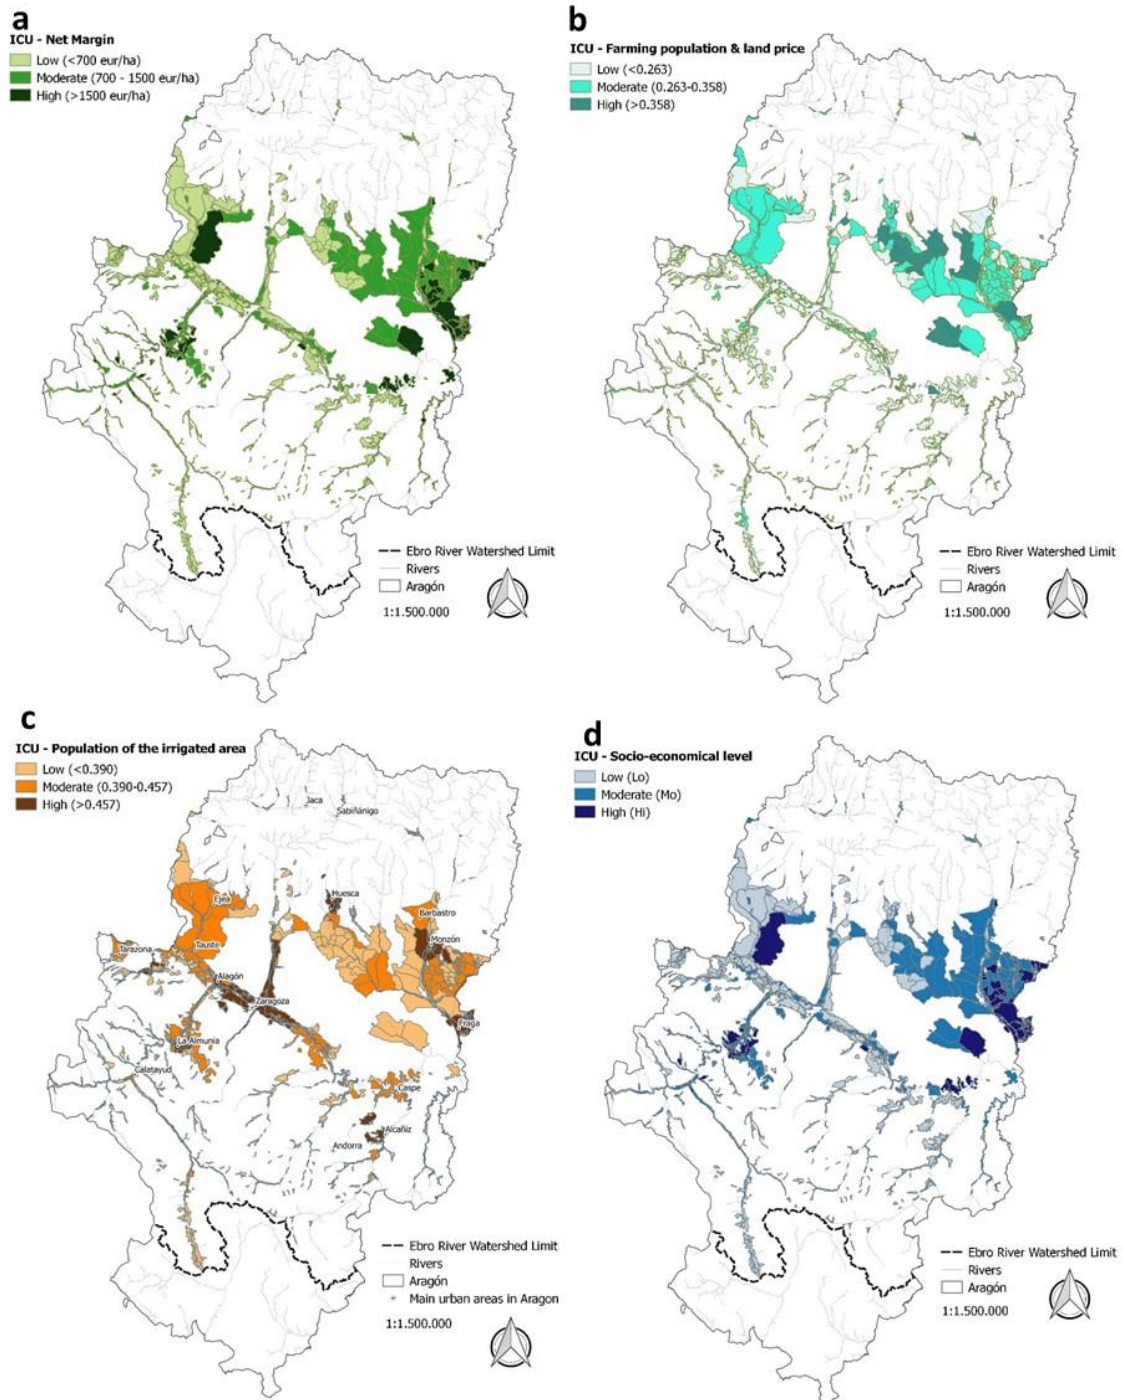 a
ICU - Net Margin
Low (<700 eur/ha)
Moderate (700 - 1500 eur/ha)
High (>1500 eur/ha)
Ebro River Watershed Limit
Rivers
Aragón
1:1.500.000
b
ICU - Farming population & land price
Low (<0.263)
Moderate (0.263-0.358)
High (>0.358)
Ebro River Watershed Limit
Rivers
Aragón
1:1.500.000
c
ICU - Population of the irrigated area
Low (<0.390)
Moderate (0.390-0.457)
High (>0.457)
Jaca
Sabiñánigo
Huesca
Ejea
Barbastro
Monzón
Tarazona
Tauste
Alagón
Zaragoza
Fraga
La Almunia
Calatayud
Caspe
Alcañiz
Andorra
Ebro River Watershed Limit
Rivers
Aragón
Main urban areas in Aragon
1:1.500.000
d
ICU - Socio-economical level
Low (Lo)
Moderate (Mo)
High (Hi)
Ebro River Watershed Limit
Rivers
Aragón
1:1.500.000